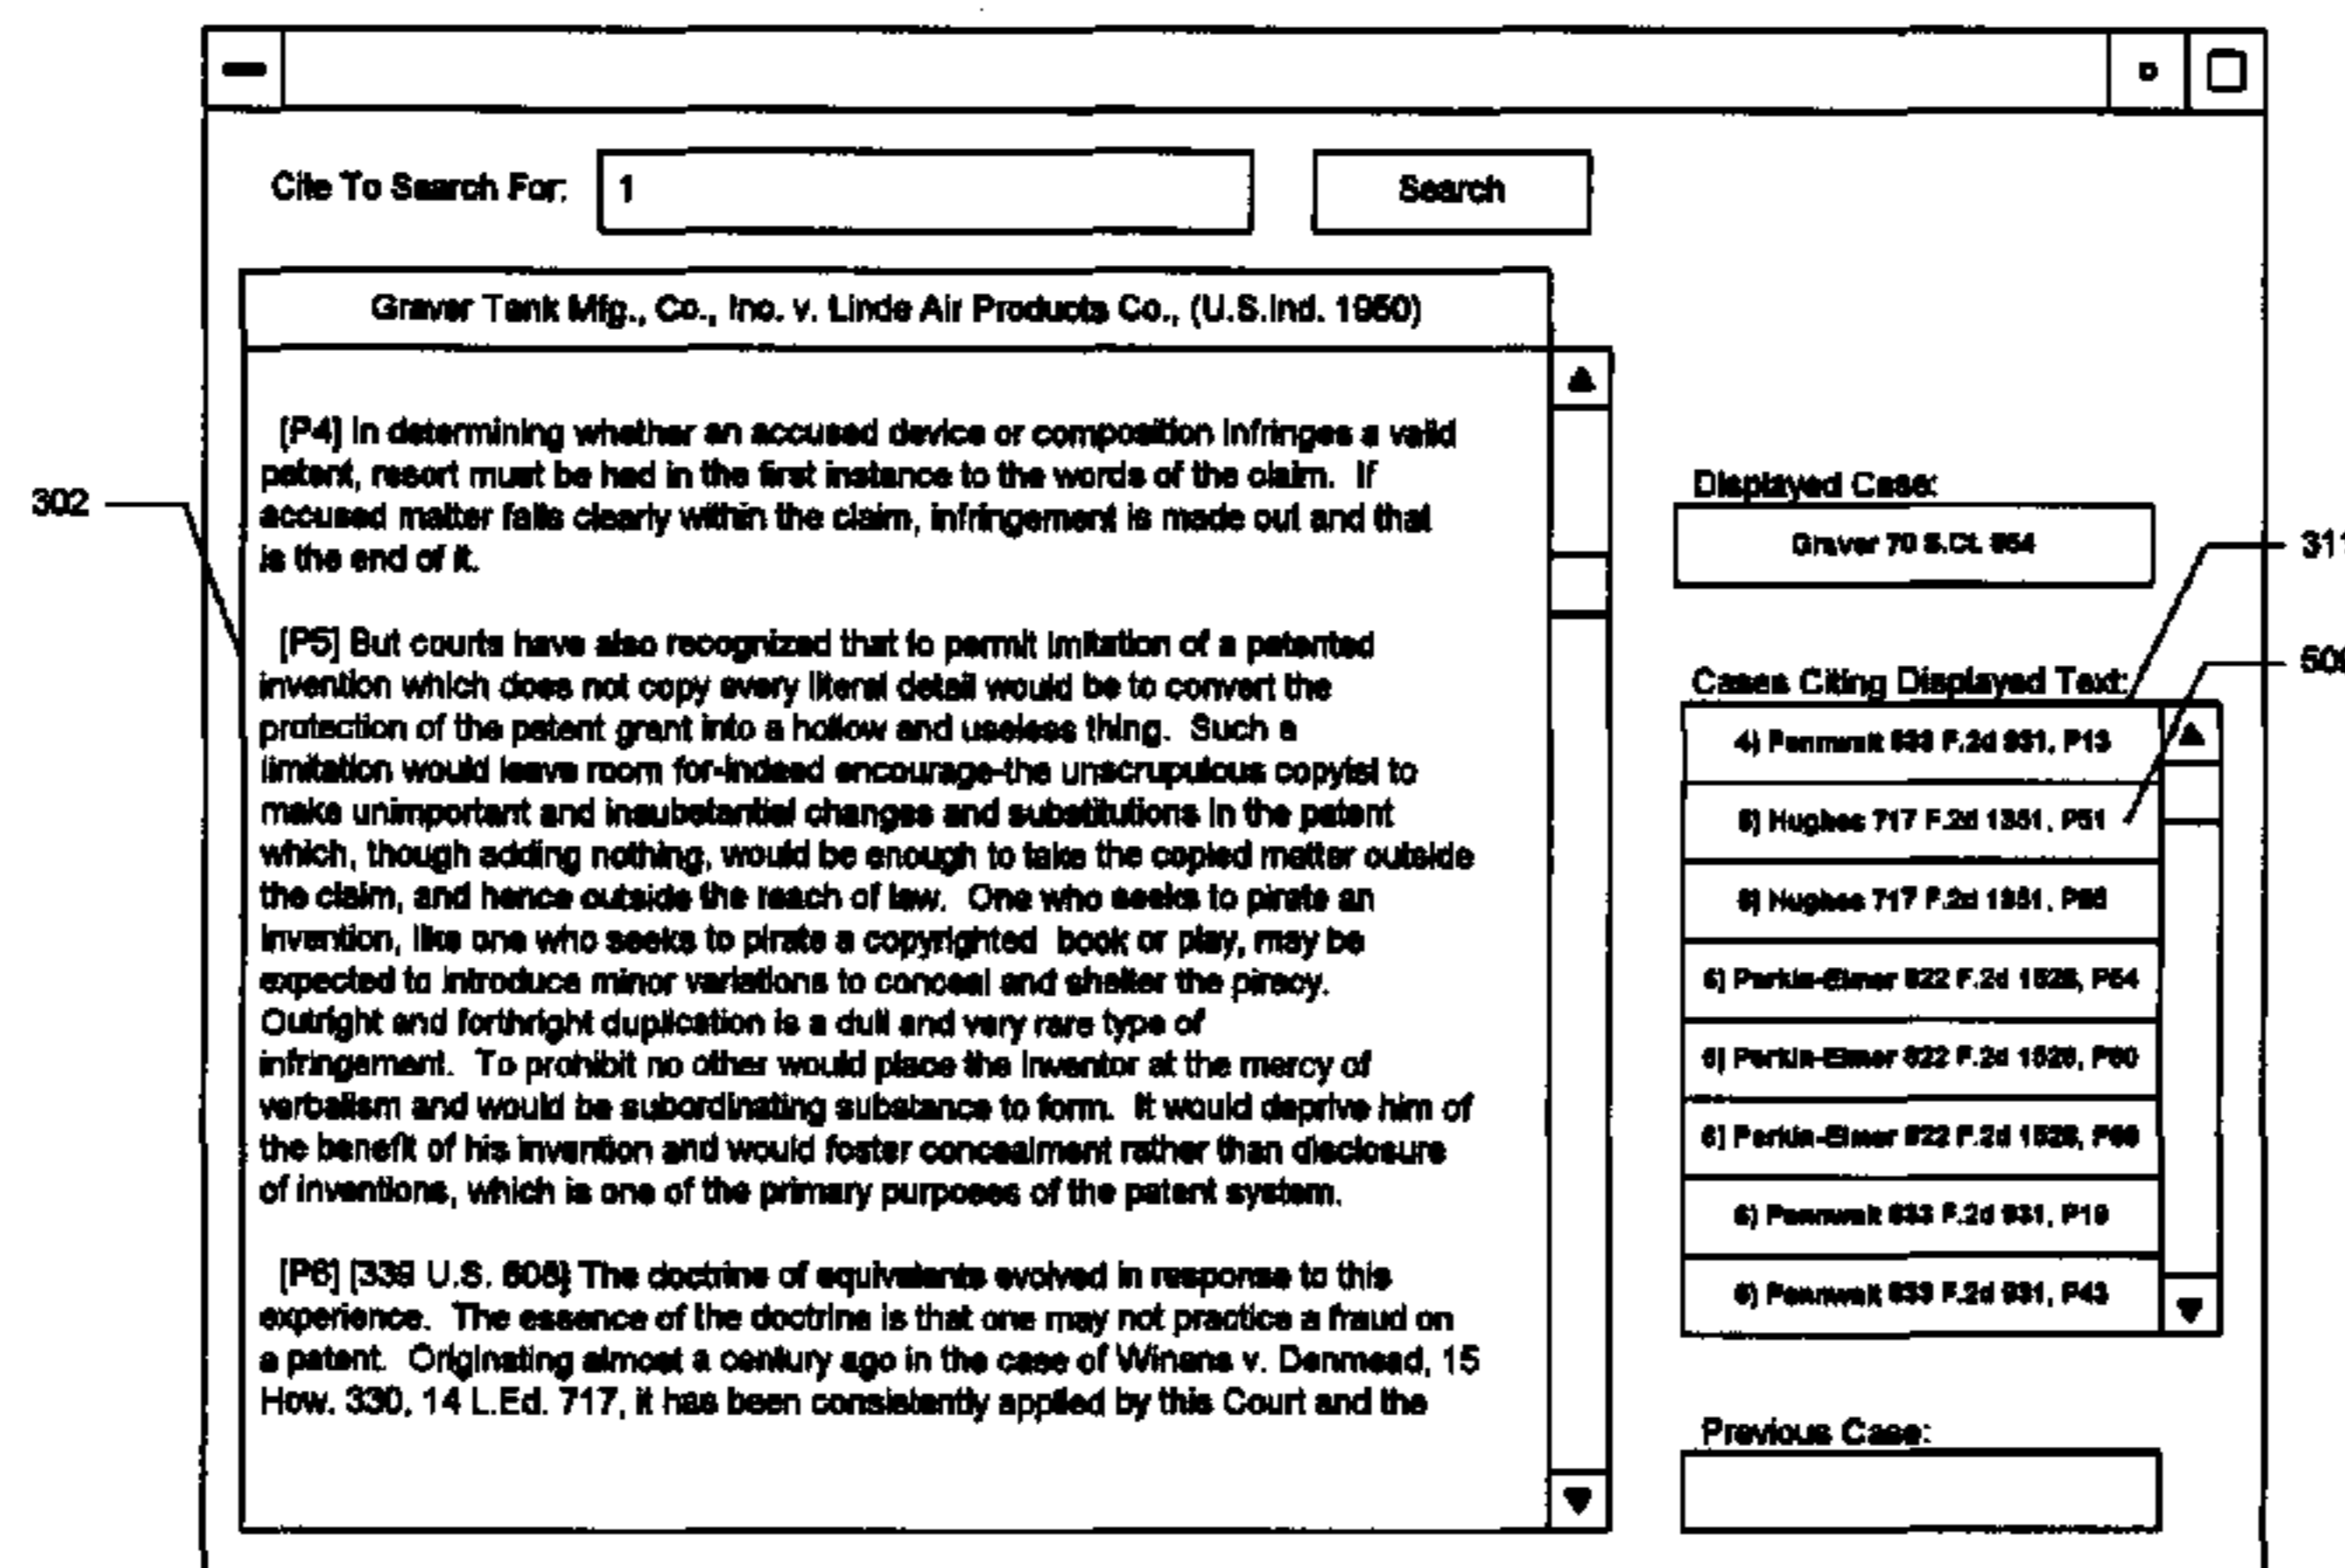 Cite To Search For:
1
Search
Graver Tank Mfg., Co., Inc. v. Linde Air Products Co., (U.S.Ind. 1950)
[P4] In determining whether an accused device or composition infringes a valid
patent, resort must be had in the first instance to the words of the claim. If
accused matter falls clearly within the claim, infringement is made out and that
is the end of it.
[P5] But courts have also recognized that to permit imitation of a patented
invention which does not copy every literal detail would be to convert the
protection of the patent grant into a hollow and useless thing. Such a
limitation would leave room for-indeed encourage-the unscrupulous copyist to
make unimportant and insubstantial changes and substitutions in the patent
which, though adding nothing, would be enough to take the copied matter outside
the claim, and hence outside the reach of law. One who seeks to pirate an
invention, like one who seeks to pirate a copyrighted book or play, may be
expected to introduce minor variations to conceal and shelter the piracy.
Outright and forthright duplication is a dull and very rare type of
infringement. To prohibit no other would place the inventor at the mercy of
verbalism and would be subordinating substance to form. It would deprive him of
the benefit of his invention and would foster concealment rather than disclosure
of inventions, which is one of the primary purposes of the patent system.
[P6] [339 U.S. 608] The doctrine of equivalents evolved in response to this
experience. The essence of the doctrine is that one may not practice a fraud on
a patent. Originating almost a century ago in the case of Winans v. Denmead, 15
How. 330, 14 L.Ed. 717, it has been consistently applied by this Court and the
302
Displayed Case:
Graver 70 S.Ct. 854
311
Cases Citing Displayed Text:
4) Pennwalt 833 F.2d 931, P13
5) Hughes 717 F.2d 1351, P51
Hughes 717 F.2d 1351,
Perkin-Elmer 822 F.2d 1528, P54
Perkin-Elmer 822 F.2d 1528, P60
6) Perkin-Elmer 822 F.2d 1528,
Pennwalt 833 F.2d 931, P19
Pennwalt 833 F.2d 931, P43
Previous Case: